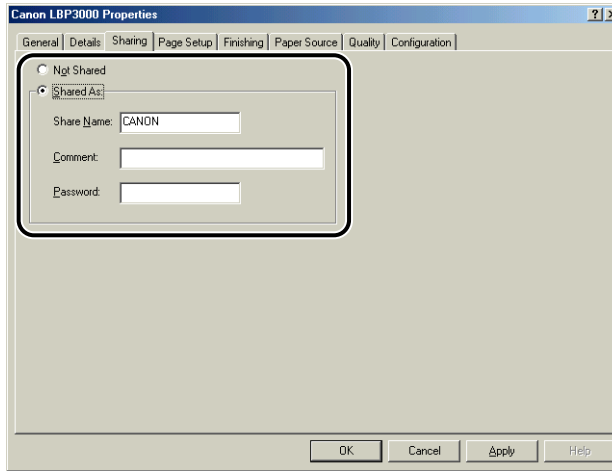 Canon LBP3000 Properties
General Details Sharing Page Setup Finishing Paper Source Quality Configuration
Not Shared
Shared As:
Share Name: CANON
Comment:
Password:
OK Cancel Apply Help